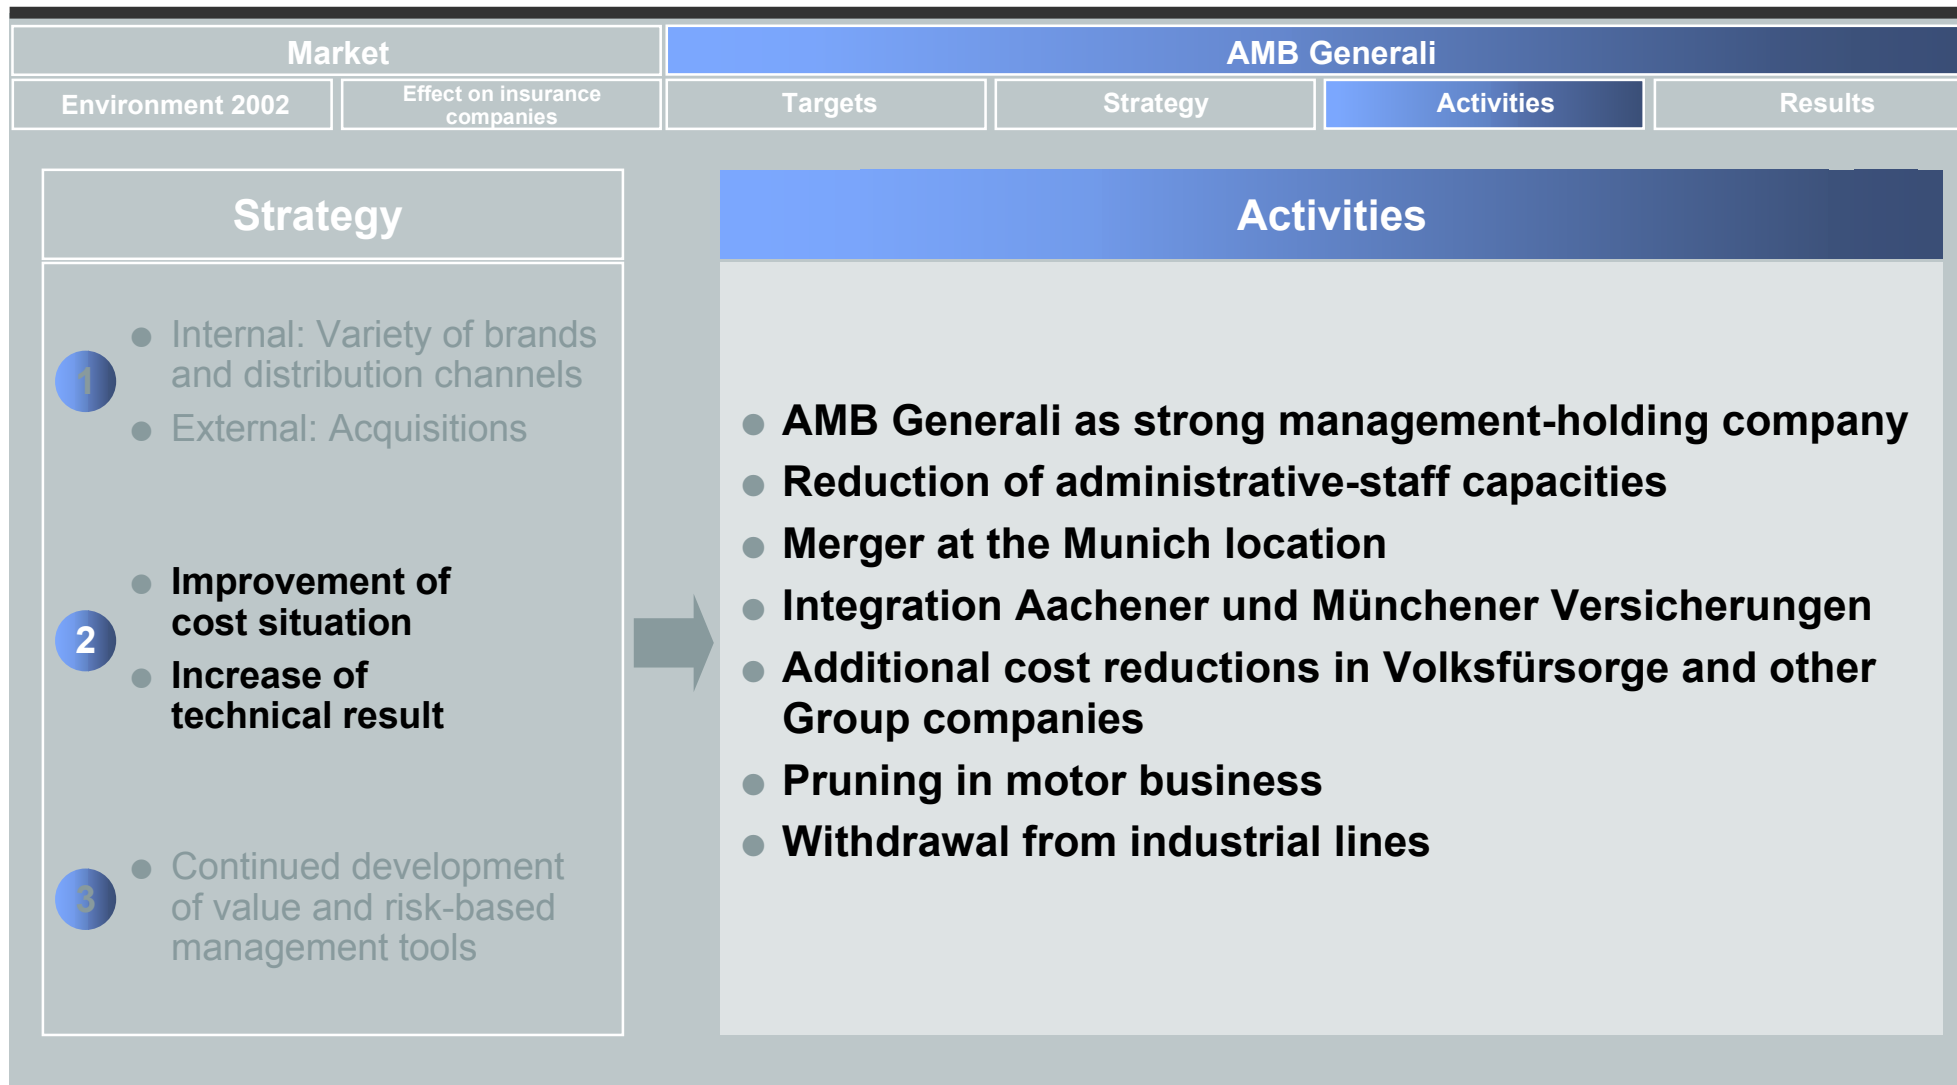 Market
AMB Generali
Environment 2002
Effect on insurance
companies
Targets
Strategy
Activities
Results
Strategy
1
● Internal: Variety of brands
and distribution channels
● External: Acquisitions
2
● Improvement of
cost situation
● Increase of
technical result
3
● Continued development
of value and risk-based
management tools
Activities
● AMB Generali as strong management-holding company
● Reduction of administrative-staff capacities
● Merger at the Munich location
● Integration Aachener und Münchener Versicherungen
● Additional cost reductions in Volksfürsorge and other
Group companies
● Pruning in motor business
● Withdrawal from industrial lines